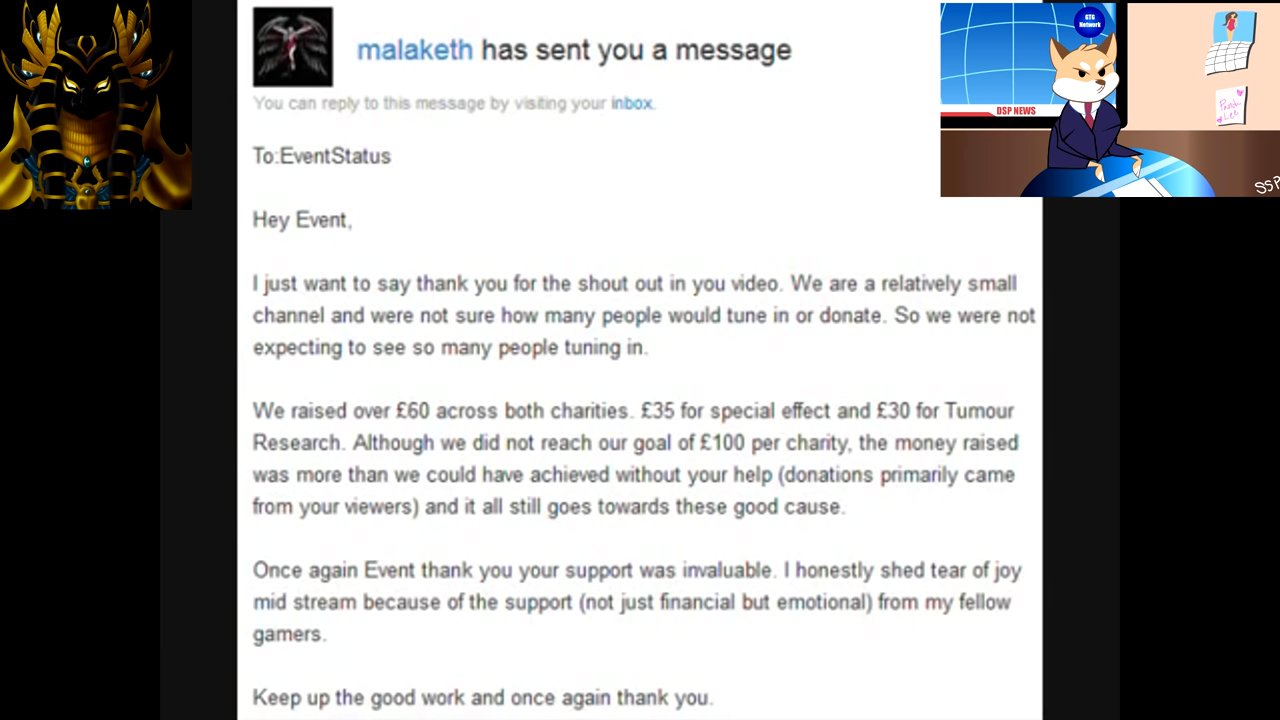 malaketh has sent you a message
You can reply to this message by visiting your inbox.
To:EventStatus
Hey Event,
I just want to say thank you for the shout out in you video. We are a relatively small
channel and were not sure how many people would tune in or donate. So we were not
expecting to see so many people tuning in.
We raised over £60 across both charities. £35 for special effect and £30 for Tumour
Research. Although we did not reach our goal of £100 per charity, the money raised
was more than we could have achieved without your help (donations primarily came
from your viewers) and it all still goes towards these good cause.
Once again Event thank you your support was invaluable. I honestly shed tear of joy
mid stream because of the support (not just financial but emotional) from my fellow
gamers.
Keep up the good work and once again thank you.
GTG
Network
DSP NEWS
Panda
Lee
SSP